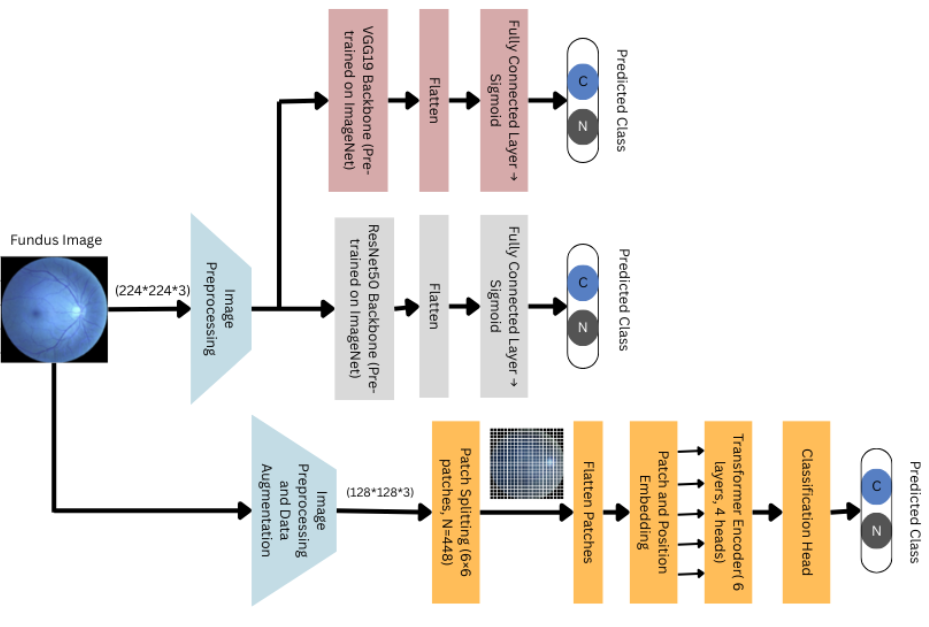 Fundus Image
(224*224*3)
Image
Preprocessing
VGG19 Backbone (Pre-
trained on ImageNet)
Flatten
Fully Connected Layer →
Sigmoid
C
N
Predicted Class
ResNet50 Backbone (Pre-
trained on ImageNet)
Flatten
Fully Connected Layer →
Sigmoid
C
N
Predicted Class
Image
Preprocessing
and Data
Augmentation
(128*128*3)
Patch Splitting (6×6
patches, N=448)
Flatten Patches
Patch and Position
Embedding
Transformer Encoder( 6
layers, 4 heads)
Classification Head
C
N
Predicted Class